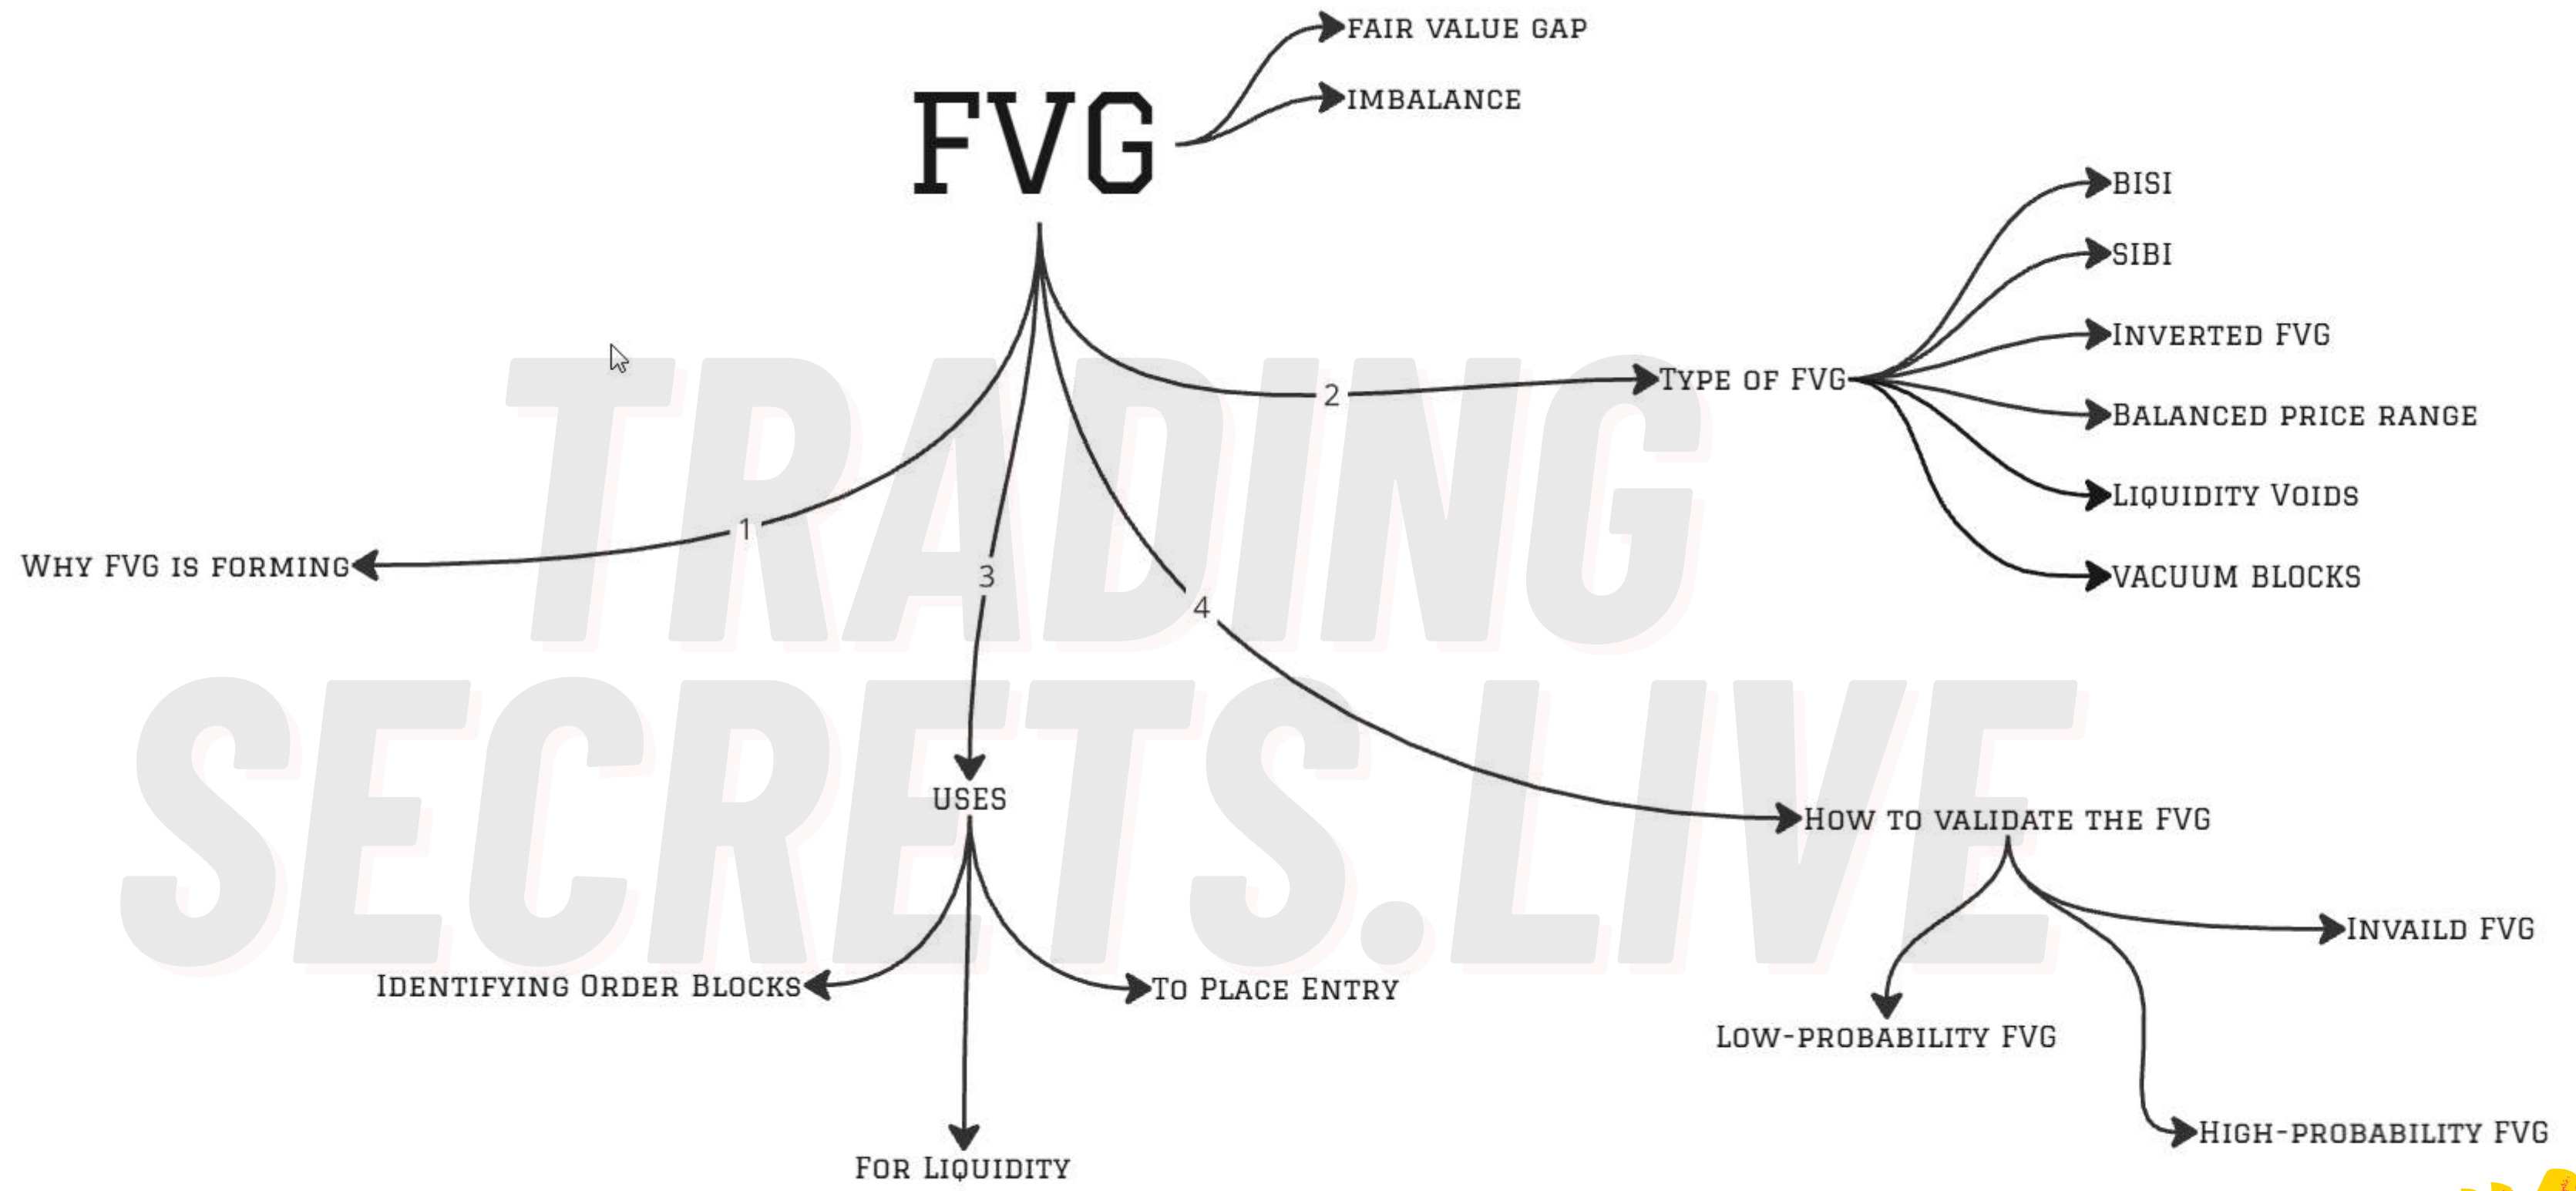 FAIR VALUE GAP
IMBALANCE
FVG
BISI
SIBI
INVERTED FVG
2
TYPE OF FVG
BALANCED PRICE RANGE
LIQUIDITY VOIDS
1
WHY FVG IS FORMING
3
VACUUM BLOCKS
4
TRADING
SECRETS.LIVE
USES
HOW TO VALIDATE THE FVG
INVAILD FVG
IDENTIFYING ORDER BLOCKS
TO PLACE ENTRY
LOW-PROBABILITY FVG
HIGH-PROBABILITY FVG
FOR LIQUIDITY